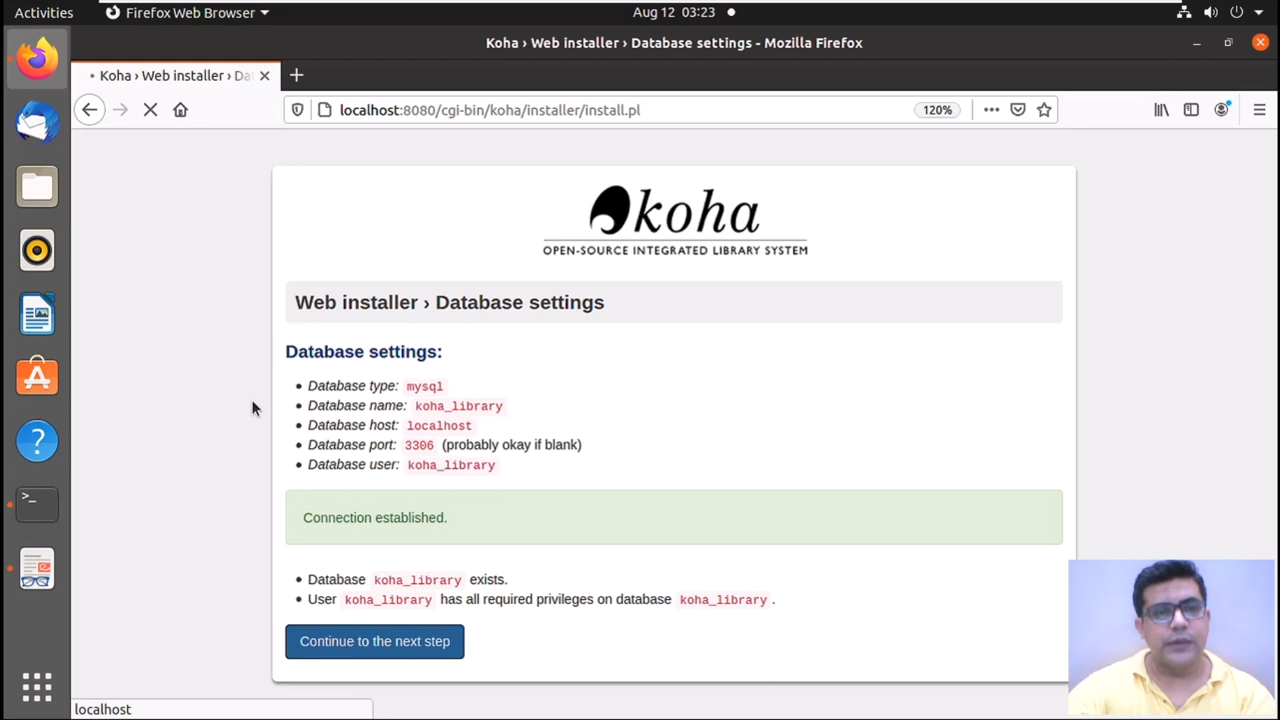 Activities
Firefox Web Browser
Aug 12 03:23
Koha › Web installer › Database settings - Mozilla Firefox
Koha › Web installer › Da
localhost:8080/cgi-bin/koha/installer/install.pl
120%
koha
OPEN-SOURCE INTEGRATED LIBRARY SYSTEM
Web installer › Database settings
Database settings:
Database type: mysql
Database name: koha_library
Database host: localhost
Database port: 3306 (probably okay if blank)
Database user: koha_library
Connection established.
Database koha_library exists.
User koha_library has all required privileges on database koha_library .
Continue to the next step
localhost